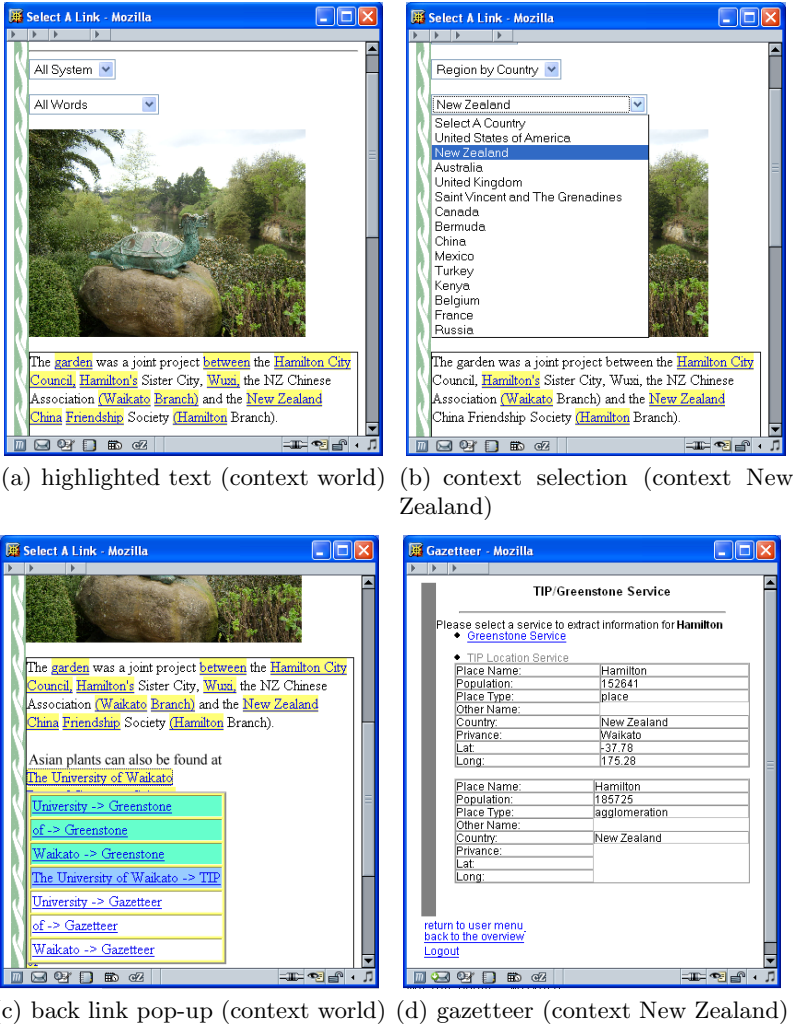 Select A Link - Mozilla
All System
All Words
The garden was a joint project between the Hamilton City
Council, Hamilton's Sister City, Wuxi, the NZ Chinese
Association (Waikato Branch) and the New Zealand
China Friendship Society (Hamilton Branch).
(a) highlighted text (context world)
Select A Link - Mozilla
Region by Country
New Zealand
Select A Country
United States of America
New Zealand
Australia
United Kingdom
Saint Vincent and The Grenadines
Canada
Bermuda
China
Mexico
Turkey
Kenya
Belgium
France
Russia
The garden was a joint project between the Hamilton City
Council, Hamilton's Sister City, Wuxi, the NZ Chinese
Association (Waikato Branch) and the New Zealand
China Friendship Society (Hamilton Branch).
(b) context selection (context New
Zealand)
Select A Link - Mozilla
The garden was a joint project between the Hamilton City
Council, Hamilton's Sister City, Wuxi, the NZ Chinese
Association (Waikato Branch) and the New Zealand
China Friendship Society (Hamilton Branch).
Asian plants can also be found at
The University of Waikato
University -> Greenstone
of -> Greenstone
Waikato -> Greenstone
The University of Waikato -> TIP
University -> Gazetteer
of -> Gazetteer
Waikato -> Gazetteer
c) back link pop-up (context world)
Gazetteer - Mozilla
TIP/Greenstone Service
Please select a service to extract information for Hamilton
Greenstone Service
TIP Location Service
Place Name: Hamilton
Population: 152641
Place Type: place
Other Name:
Country: New Zealand
Privance: Waikato
Lat: -37.78
Long: 175.28
Place Name: Hamilton
Population: 185725
Place Type: agglomeration
Other Name:
Country: New Zealand
Privance:
Lat:
Long:
return to user menu
back to the overview
Logout
(d) gazetteer (context New Zealand)